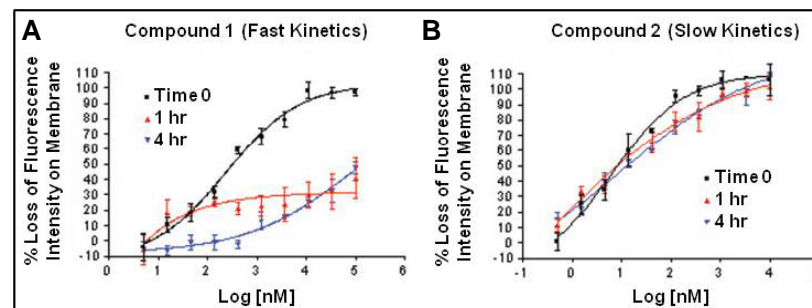 A
Compound 1 (Fast Kinetics)
% Loss of Fluorescence
Intensity on Membrane
110
100
90
80
70
60
50
40
30
20
10
0
-10
Time 0
1 hr
4 hr
0 1 2 3 4 5 6
Log [nM]
B
Compound 2 (Slow Kinetics)
% Loss of Fluorescence
Intensity on Membrane
110
100
90
80
70
60
50
40
30
20
10
0
-10
Time 0
1 hr
4 hr
-1 0 1 2 3 4
Log [nM]